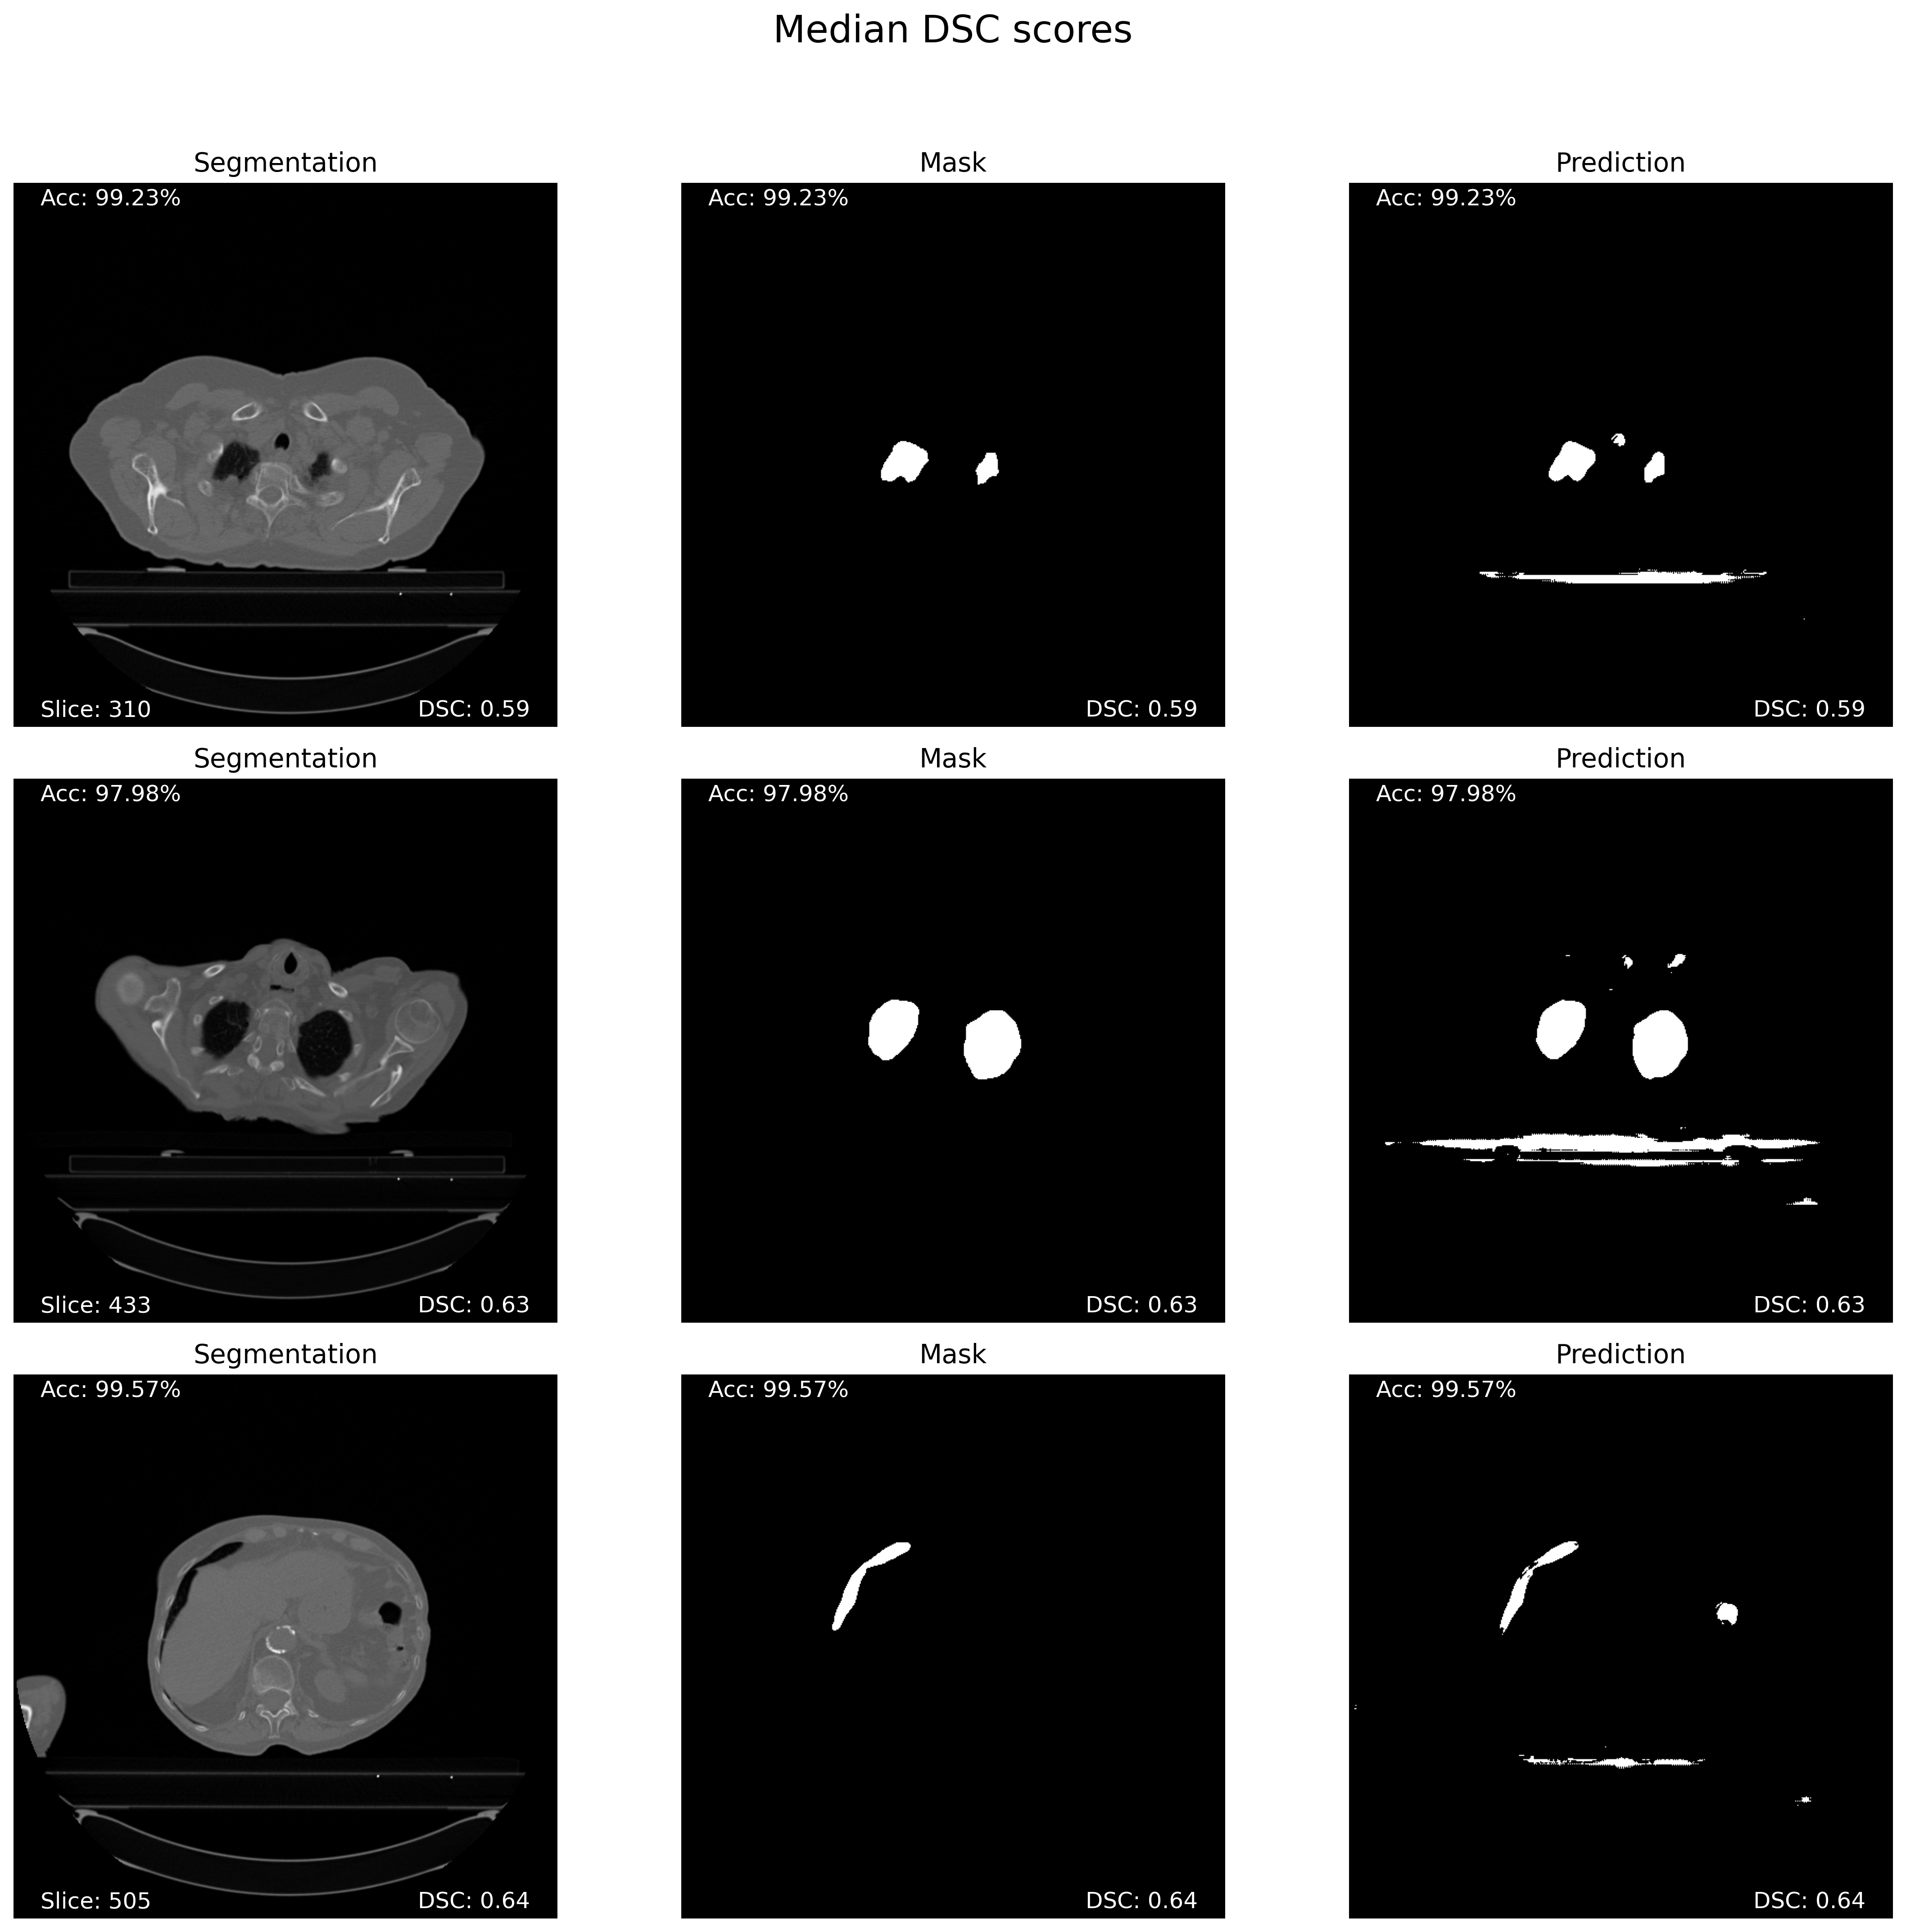 Median DSC scores
Segmentation
Mask
Prediction
Acc: 99.23%
Acc: 99.23%
Acc: 99.23%
Slice: 310
DSC: 0.59
DSC: 0.59
DSC: 0.59
Segmentation
Mask
Prediction
Acc: 97.98%
Acc: 97.98%
Acc: 97.98%
Slice: 433
DSC: 0.63
DSC: 0.63
DSC: 0.63
Segmentation
Mask
Prediction
Acc: 99.57%
Acc: 99.57%
Acc: 99.57%
Slice: 505
DSC: 0.64
DSC: 0.64
DSC: 0.64